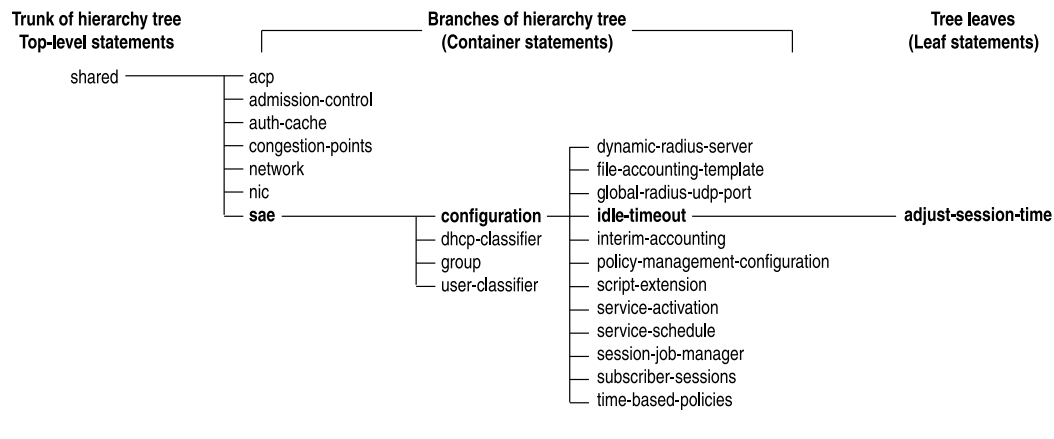 Trunk of hierarchy tree
Top-level statements
Branches of hierarchy tree
(Container statements)
Tree leaves
(Leaf statements)
shared
acp
admission-control
auth-cache
congestion-points
network
nic
sae
configuration
dhcp-classifier
group
user-classifier
dynamic-radius-server
file-accounting-template
global-radius-udp-port
idle-timeout
interim-accounting
policy-management-configuration
script-extension
service-activation
service-schedule
session-job-manager
subscriber-sessions
time-based-policies
adjust-session-time